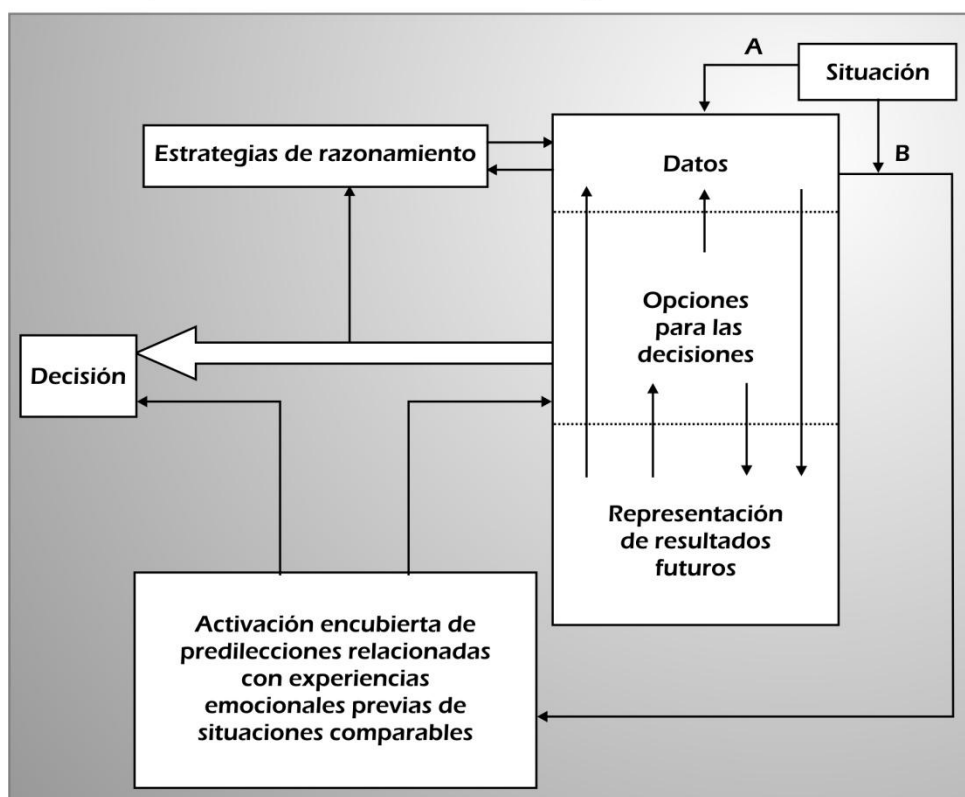 A
Situación
B
Estrategias de razonamiento
Datos
Opciones
para las
decisiones
Decisión
Representación
de resultados
futuros
Activación encubierta de
predilecciones relacionadas
con experiencias
emocionales previas de
situaciones comparables